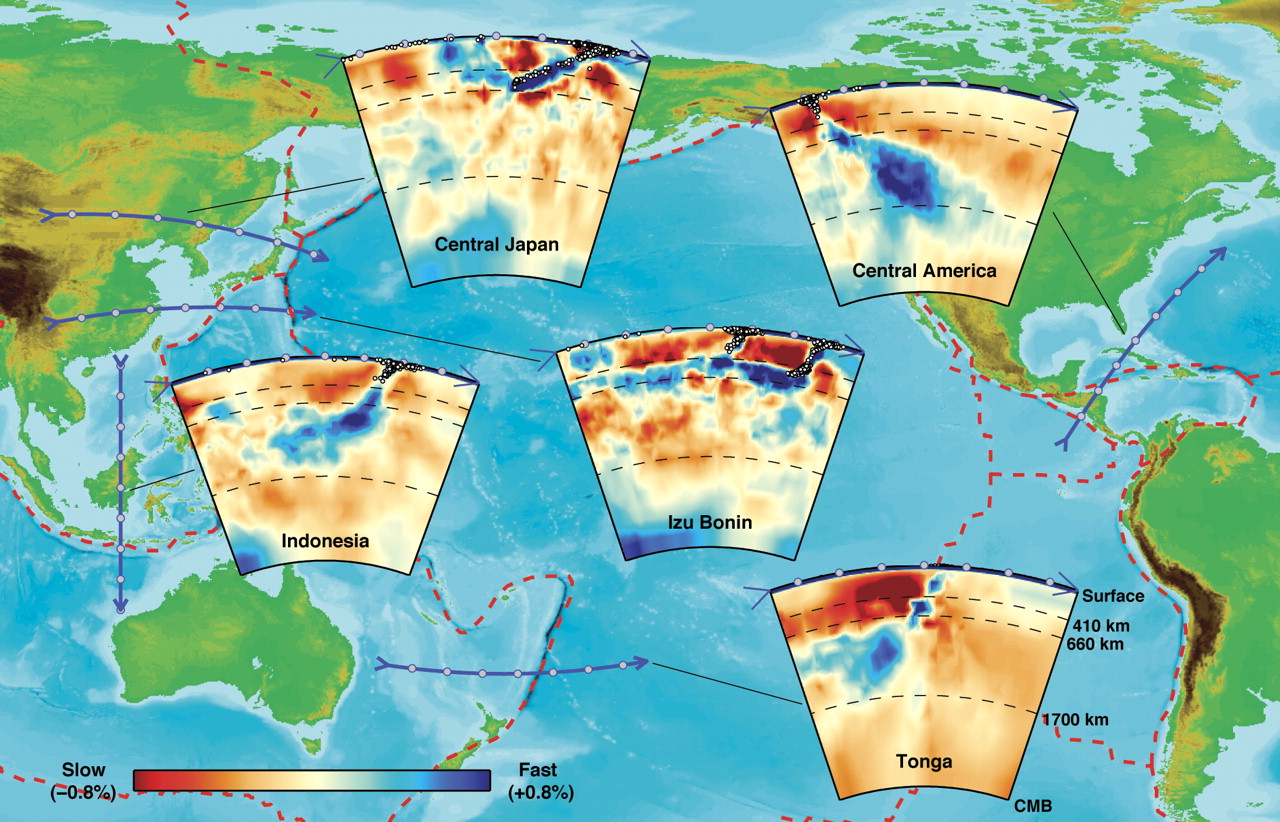 Central Japan
Central America
Izu Bonin
Indonesia
Surface
410 km
660 km
1700 km
Tonga
CMB
Slow
(−0.8%)
Fast
(+0.8%)